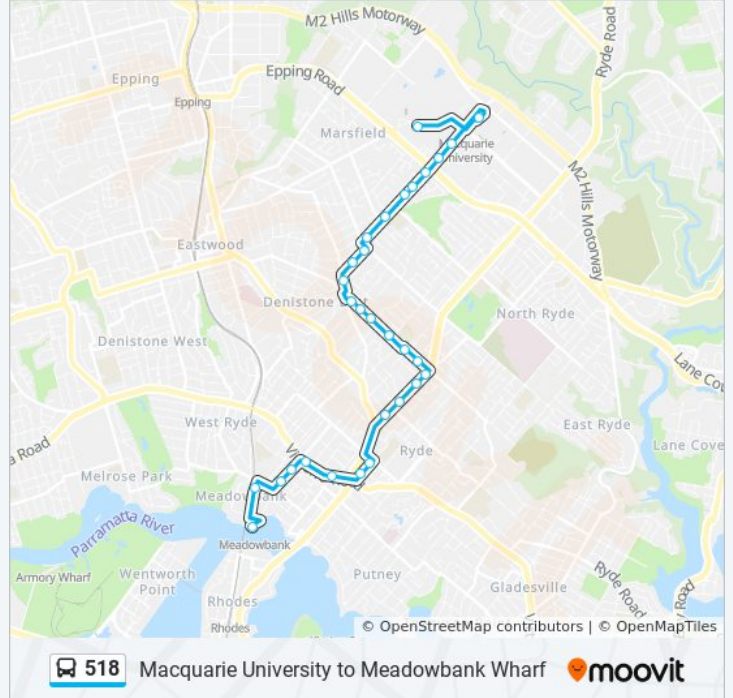 M2 Hills Motorway
Ryde Road
Epping
Epping Road
Epping
Marsfield
Macquarie
University
M2 Hills Motorway
Eastwood
Denistone East
North Ryde
Denistone West
Lane Cov
West Ryde
East Ryde
a Road
Ryde
Lane Cove
Melrose Park
Meadowbank
Parramatta River
Meadowbank
Armory Wharf
Wentworth
Point
Putney
Gladesville
Ryde Road
Road
Rhodes
Rhodes
© OpenStreetMap contributors | © OpenMapTiles
518 Macquarie University to Meadowbank Wharf moovit